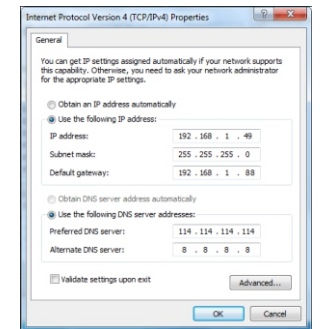 Internet Protocol Version 4 (TCP/IPv4) Properties
General
You can get IP settings assigned automatically if your network supports
this capability. Otherwise, you need to ask your network administrator
for the appropriate IP settings.
Obtain an IP address automatically
Use the following IP address:
IP address: 192 . 168 . 1 . 49
Subnet mask: 255 . 255 . 255 . 0
Default gateway: 192 . 168 . 1 . 88
Obtain DNS server address automatically
Use the following DNS server addresses:
Preferred DNS server: 114 . 114 . 114 . 114
Alternate DNS server: 8 . 8 . 8 . 8
Validate settings upon exit
Advanced...
OK Cancel